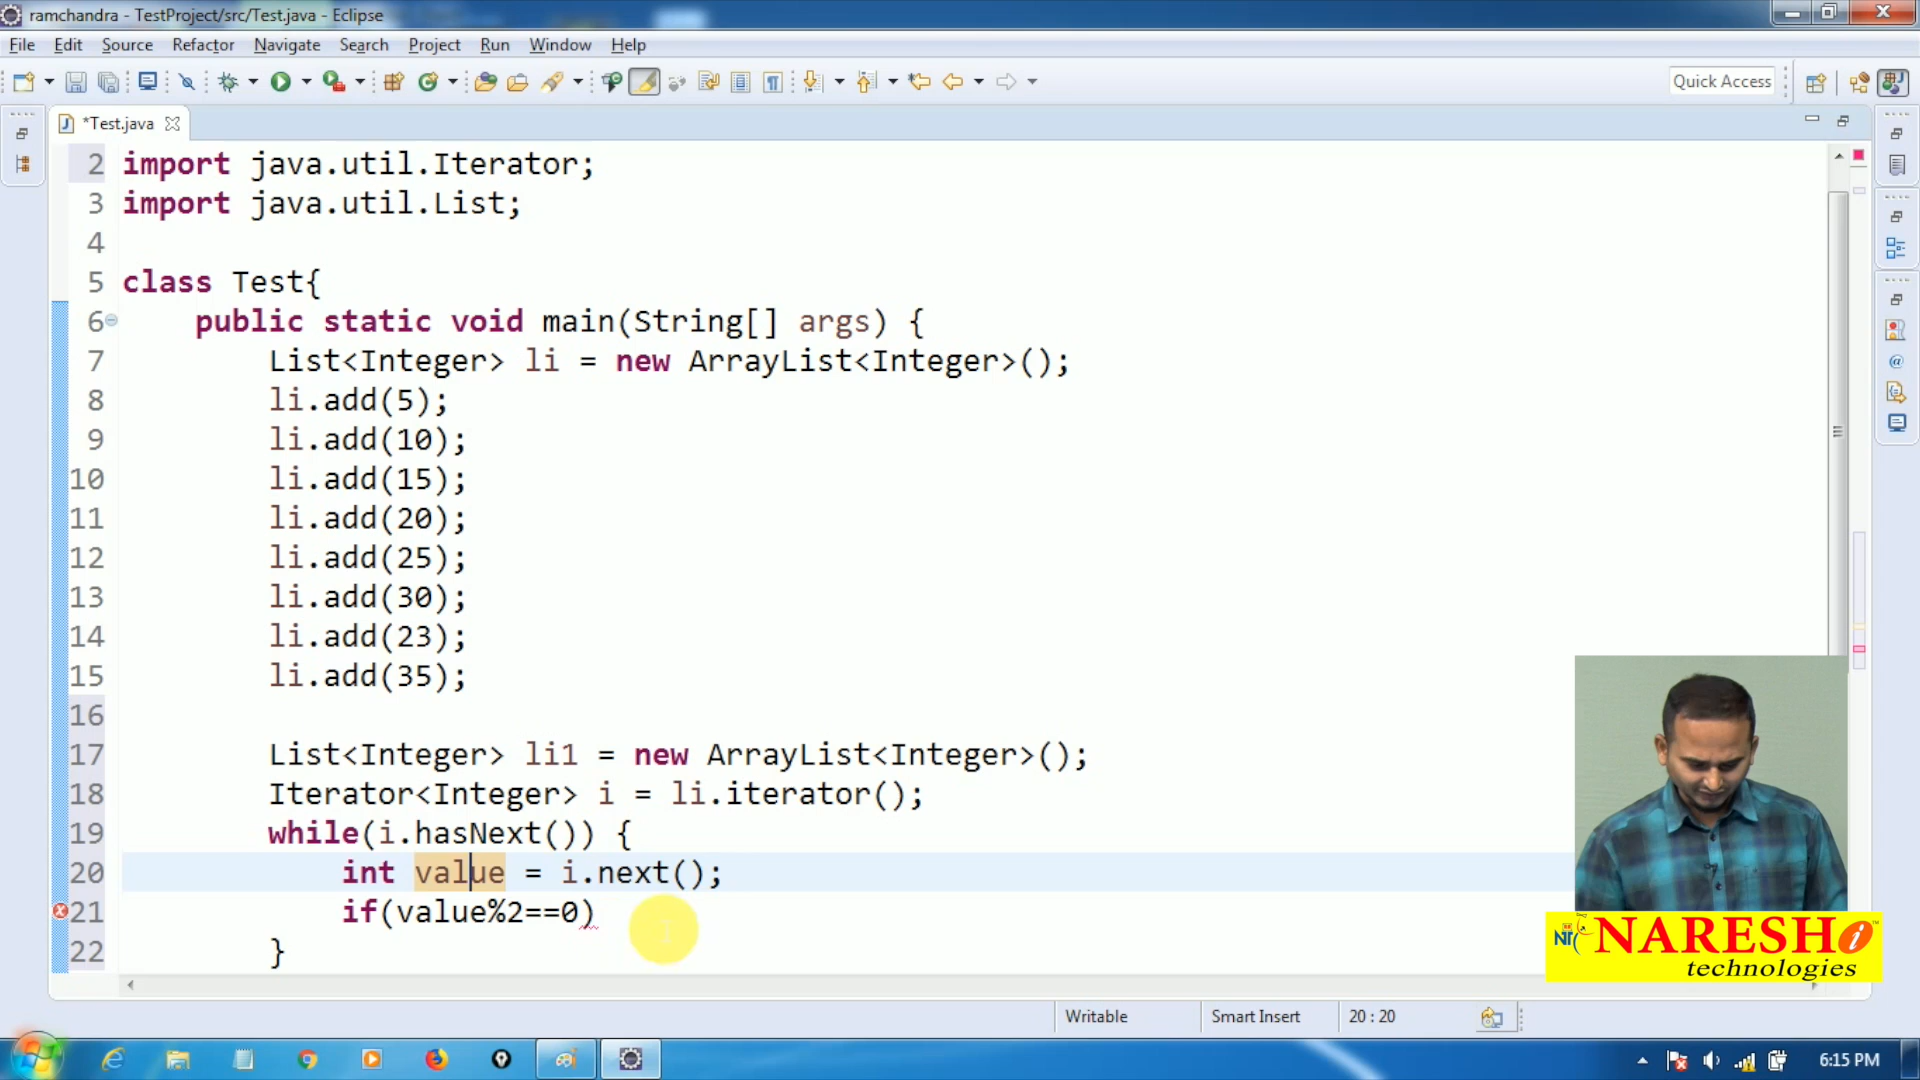 ramchandra - TestProject/src/Test.java - Eclipse
File Edit Source Refactor Navigate Search Project Run Window Help
Quick Access
*Test.java
2 import java.util.Iterator;
3 import java.util.List;
4
5 class Test{
6 public static void main(String[] args) {
7 List<Integer> li = new ArrayList<Integer>();
8 li.add(5);
9 li.add(10);
10 li.add(15);
11 li.add(20);
12 li.add(25);
13 li.add(30);
14 li.add(23);
15 li.add(35);
16
17 List<Integer> li1 = new ArrayList<Integer>();
18 Iterator<Integer> i = li.iterator();
19 while(i.hasNext()) {
20 int value = i.next();
21 if(value%2==0)
22 }
NARESH i
technologies
Writable Smart Insert 20 : 20
6:15 PM